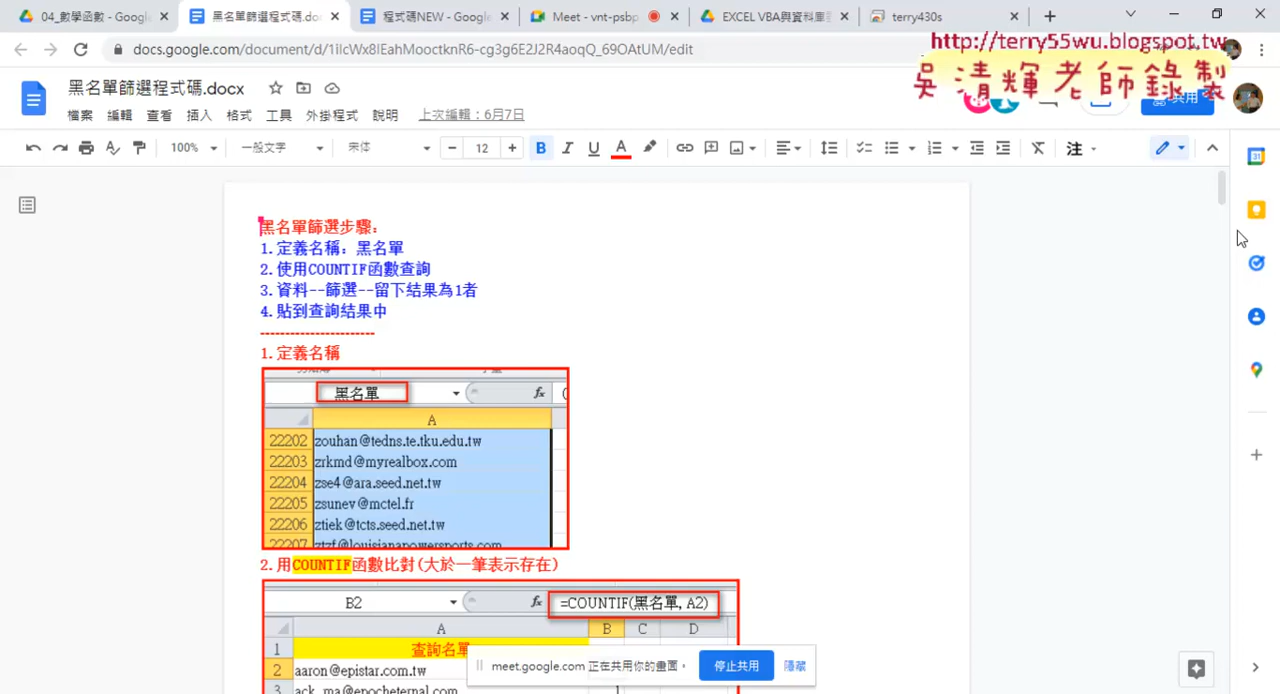 04_數學函數 - Googl
黑名單篩選程式碼.doc
程式碼NEW - Google
Meet - vnt-psbp
EXCEL VBA與資料庫
terry430s
docs.google.com/document/d/1ilcWx8lEahMooctknR6-cg3g6E2J2R4aoqQ_69OAtUM/edit
http://terry55wu.blogspot.tw
吳清輝老師錄製
黑名單篩選程式碼.docx
檔案 編輯 查看 插入 格式 工具 外掛程式 說明 上次編輯：6月7日
共用
100% 一般文字 宋体 12 B I U A 注
黑名單篩選步驟：
1.定義名稱：黑名單
2.使用COUNTIF函數查詢
3.資料--篩選--留下結果為1者
4.貼到查詢結果中
-----------------------
1.定義名稱
黑名單 fx
A
22202 zouhan@tedns.te.tku.edu.tw
22203 zrkmd@myrealbox.com
22204 zse4@ara.seed.net.tw
22205 zsunev@mctel.fr
22206 ztiek@tcts.seed.net.tw
22207 ztzf@louisianapowersports.com
2.用COUNTIF函數比對(大於一筆表示存在)
B2 fx =COUNTIF(黑名單,A2)
A B C D
1 查詢名單
2 aaron@epistar.com.tw
3 ack_ma@epocheternal.com 1
meet.google.com 正在共用你的畫面。 停止共用 隱藏